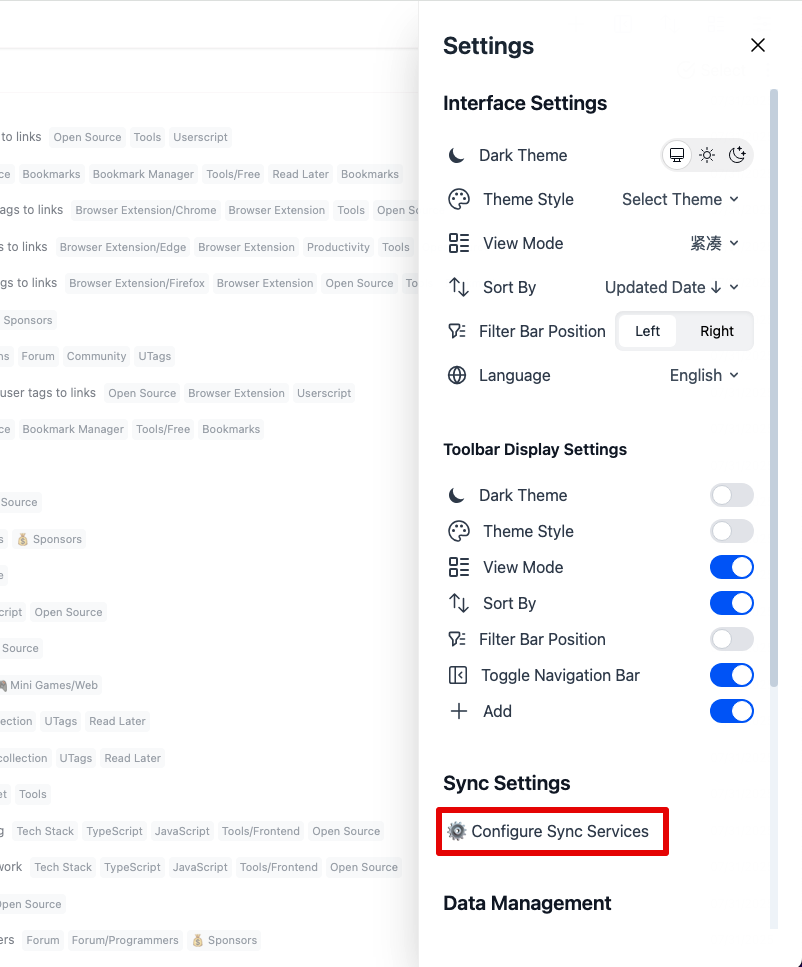 Settings
Interface Settings
Dark Theme
Theme Style Select Theme
View Mode 紧凑
Sort By Updated Date ↓
Filter Bar Position Left Right
Language English
Toolbar Display Settings
Dark Theme
Theme Style
View Mode
Sort By
Filter Bar Position
Toggle Navigation Bar
Add
Sync Settings
Configure Sync Services
Data Management
to links Open Source Tools Userscript
ce Bookmarks Bookmark Manager Tools/Free Read Later Bookmarks
ags to links Browser Extension/Chrome Browser Extension Tools Open So
s to links Browser Extension/Edge Browser Extension Productivity Tools
gs to links Browser Extension/Firefox Browser Extension Open Source To
Sponsors
ns Forum Community UTags
user tags to links Open Source Browser Extension Userscript
ce Bookmark Manager Tools/Free Bookmarks
Source
s 💰 Sponsors
e
cript Open Source
Source
🎮 Mini Games/Web
ection UTags Read Later
collection UTags Read Later
et Tools
g Tech Stack TypeScript JavaScript Tools/Frontend Open Source
work Tech Stack TypeScript JavaScript Tools/Frontend Open Source
Open Source
ers Forum Forum/Programmers 💰 Sponsors